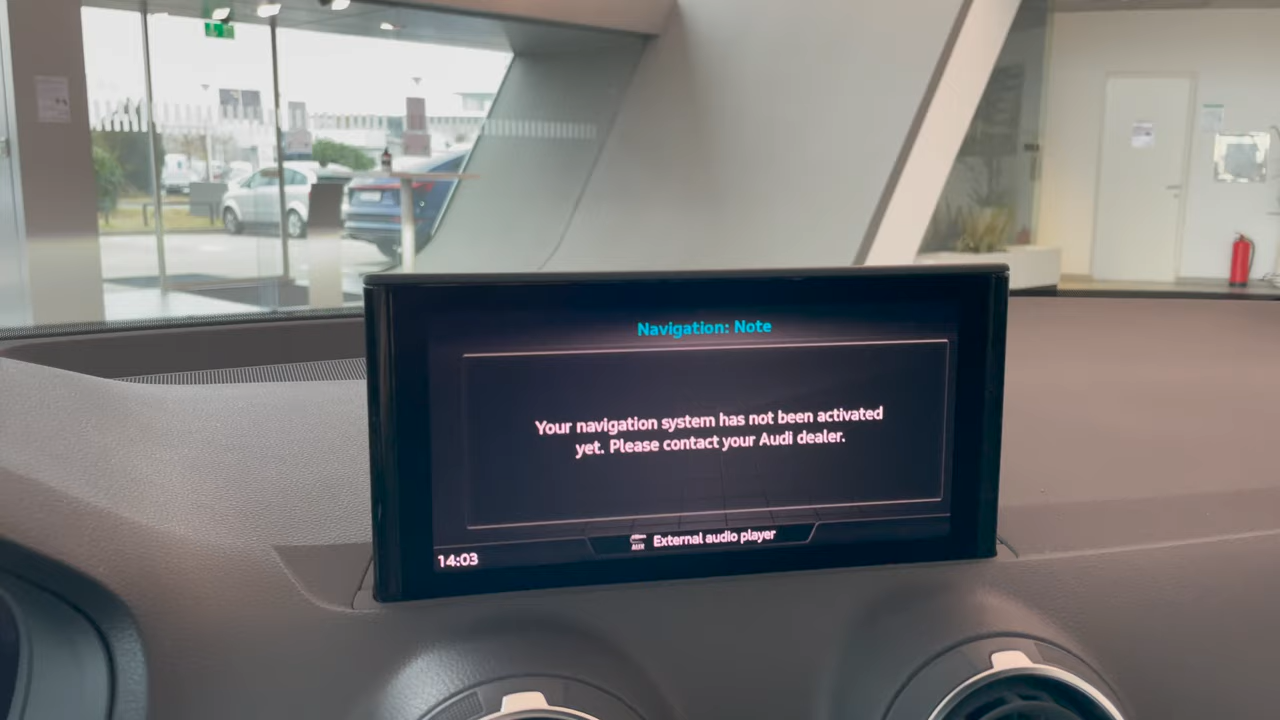 Navigation: Note
Your navigation system has not been activated
yet. Please contact your Audi dealer.
External audio player
14:03